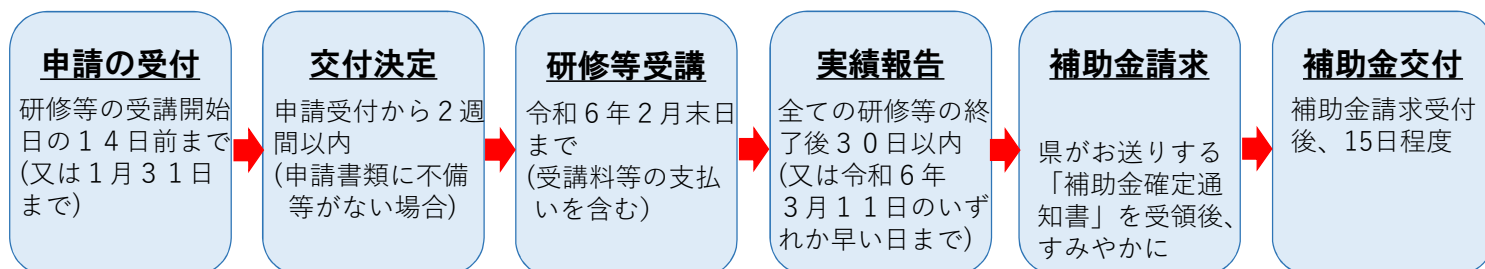 申請の受付
研修等の受講開始
日の１４日前まで
(又は１月３１日
まで)
交付決定
申請受付から２週
間以内
(申請書類に不備
等がない場合)
研修等受講
令和６年２月末日
まで
(受講料等の支払
いを含む)
実績報告
全ての研修等の終
了後３０日以内
(又は令和６年
３月１１日のいず
れか早い日まで)
補助金請求
県がお送りする
「補助金確定通
知書」を受領後、
すみやかに
補助金交付
補助金請求受付
後、15日程度